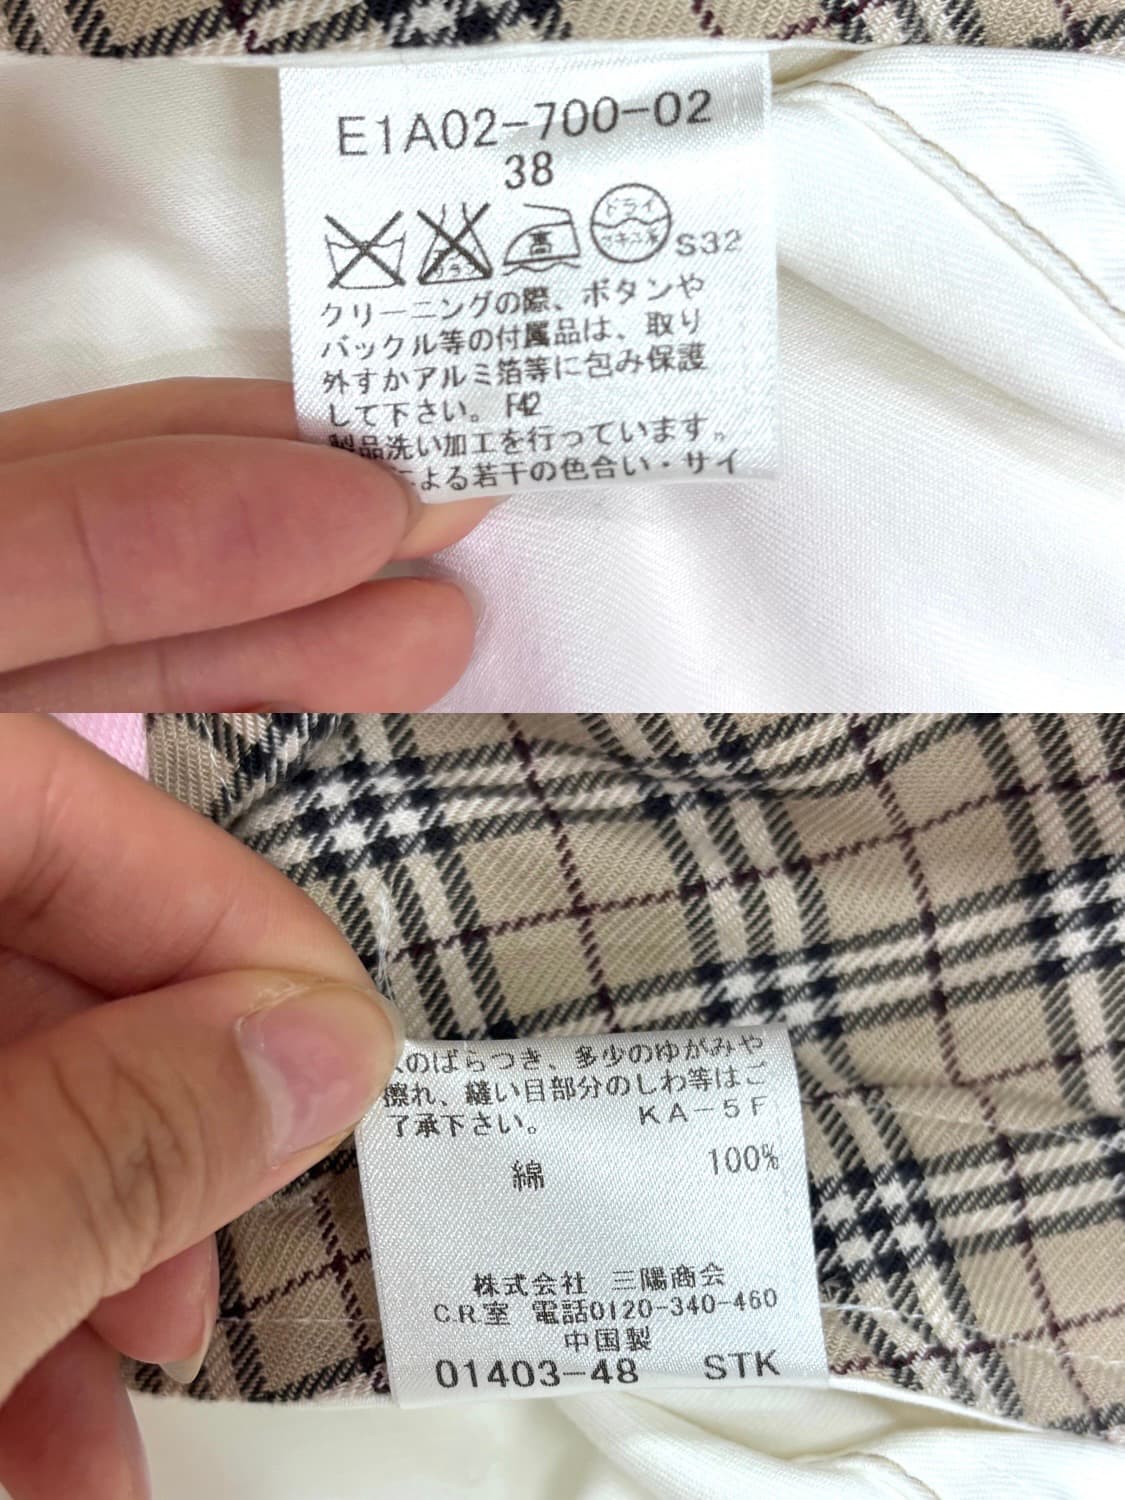 E1A02-700-02
38
ドライ
高
セキユ系
S32
クリーニングの際、ボタンや
バックル等の付属品は、取り
外すかアルミ箔等に包み保護
して下さい。 F42
製品洗い加工を行っています。
による若干の色合い・サイ
のばらつき、多少のゆがみや
擦れ、縫い目部分のしわ等はご
了承下さい。 KA-5F
綿 100%
株式会社 三陽商会
C.R.室 電話0120-340-460
中国製
01403-48 STK